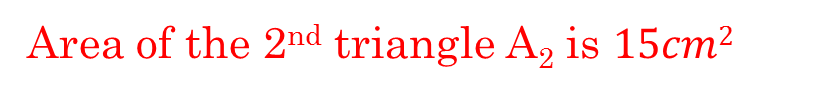 Area of the 2ⁿᵈ triangle A₂ is 15cm²